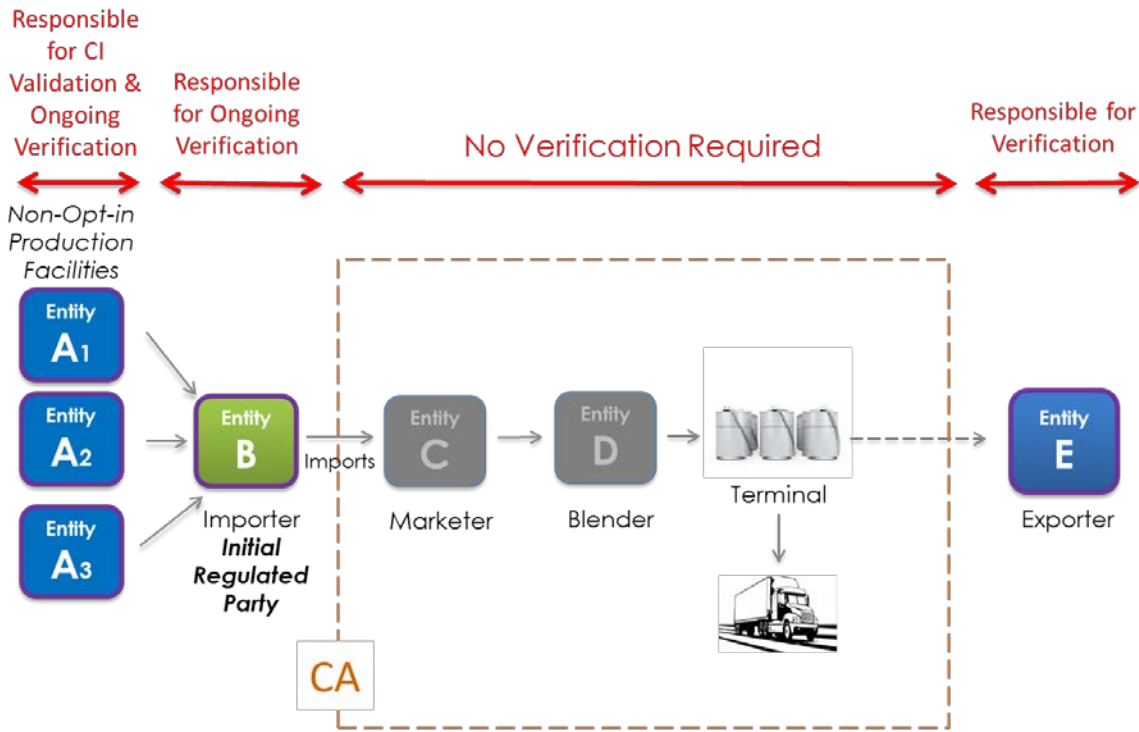 Responsible
for CI
Validation &
Ongoing
Verification
Responsible
for Ongoing
Verification
No Verification Required
Responsible for
Verification
Non-Opt-in
Production
Facilities
Entity
A1
Entity
A2
Entity
A3
Entity
B
Importer
Initial
Regulated
Party
Imports
Entity
C
Marketer
Entity
D
Blender
Terminal
Entity
E
Exporter
CA